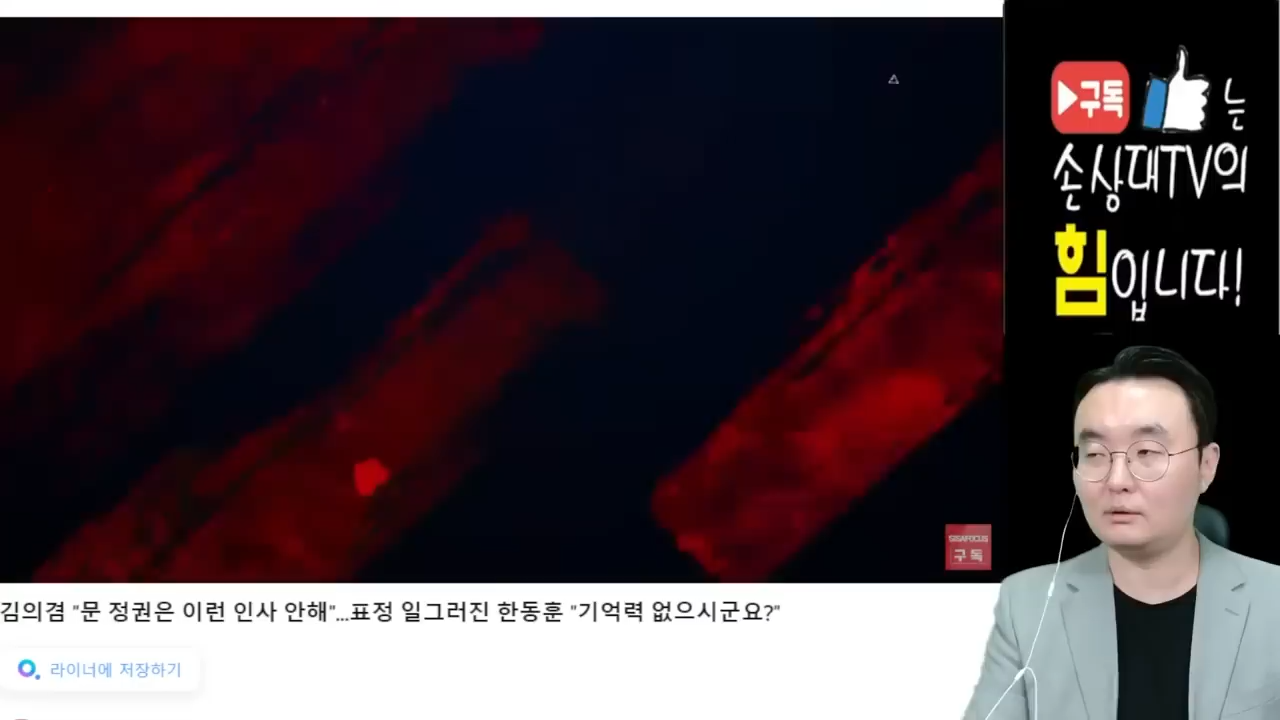 구독 는
손상대TV의
힘입니다!
SISAFOCUS
구독
김의겸 "문 정권은 이런 인사 안해"...표정 일그러진 한동훈 "기억력 없으시군요?"
라이너에 저장하기